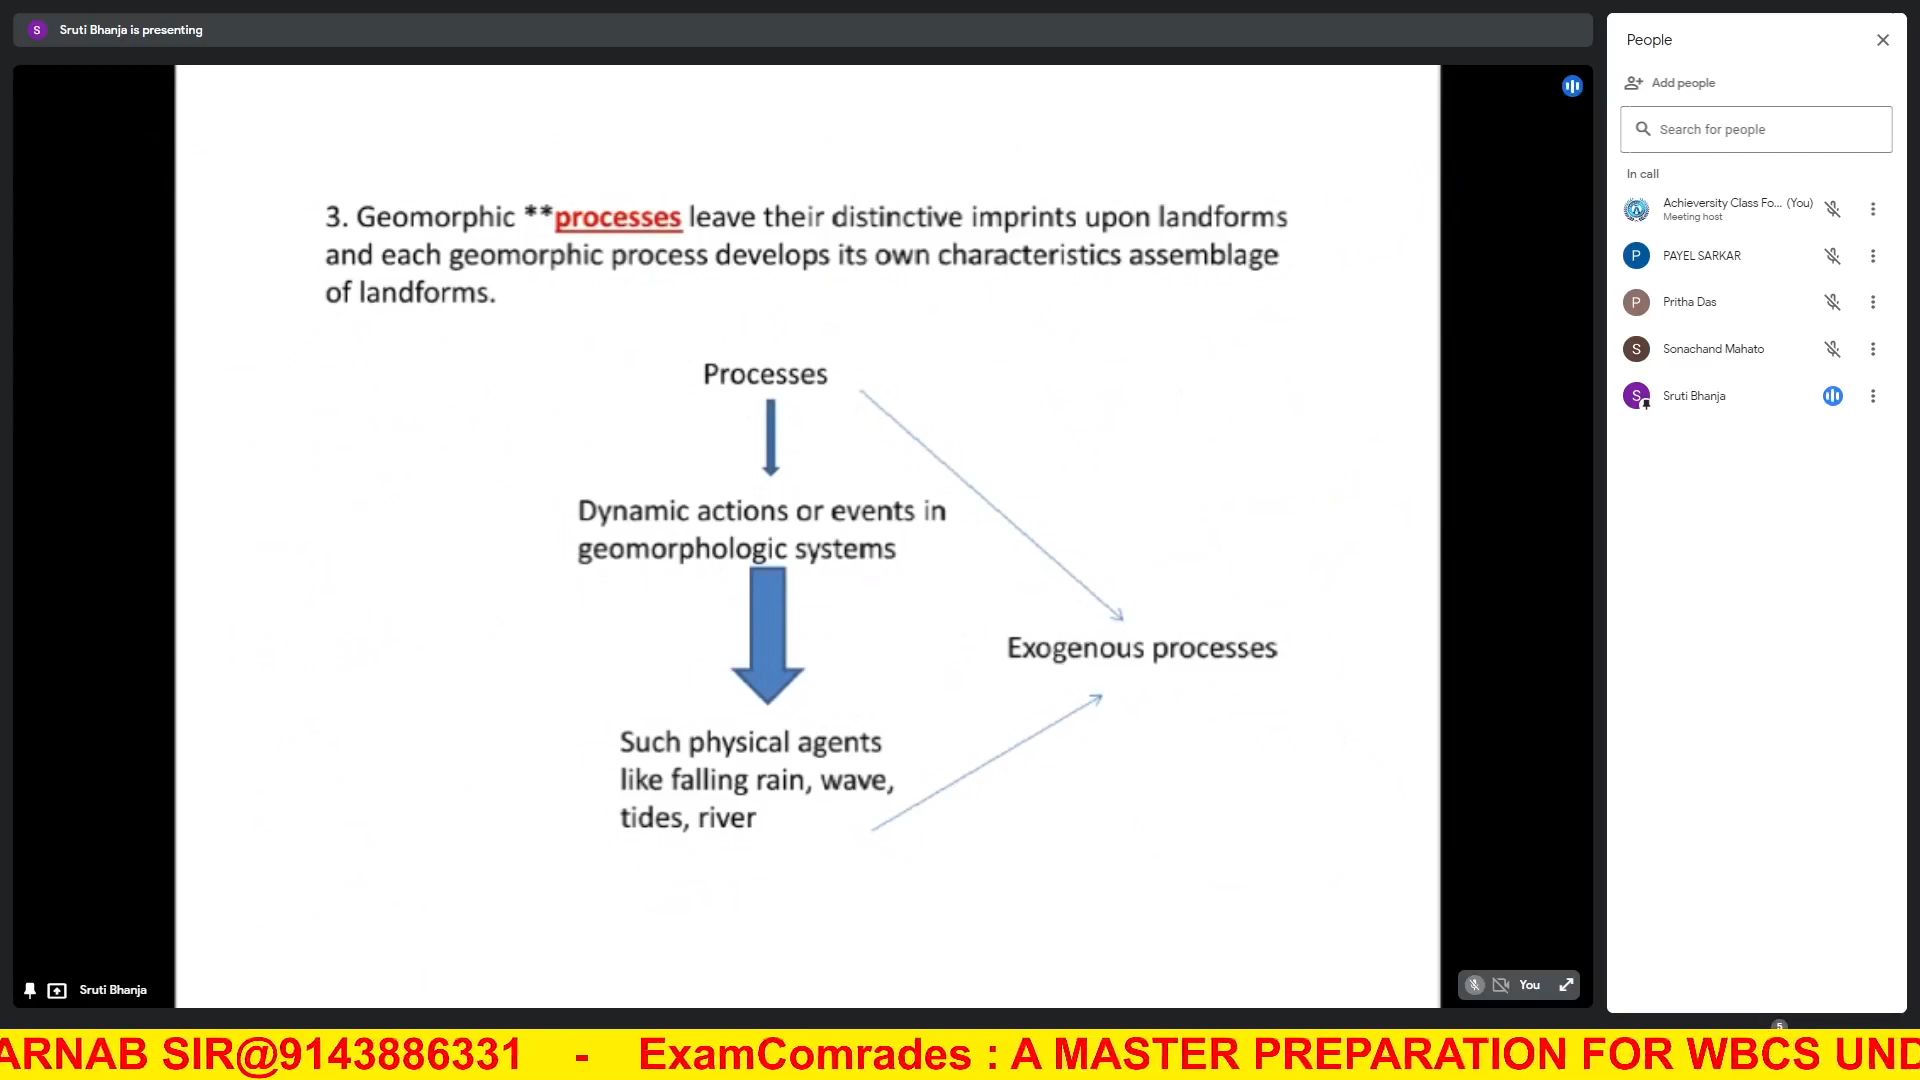 S Sruti Bhanja is presenting
3. Geomorphic **processes leave their distinctive imprints upon landforms
and each geomorphic process develops its own characteristics assemblage
of landforms.
Processes
Dynamic actions or events in
geomorphologic systems
Exogenous processes
Such physical agents
like falling rain, wave,
tides, river
Sruti Bhanja
You
People
Add people
Search for people
In call
Achieversity Class Fo... (You)
Meeting host
P PAYEL SARKAR
P Pritha Das
S Sonachand Mahato
S Sruti Bhanja
5
ARNAB SIR@9143886331 - ExamComrades : A MASTER PREPARATION FOR WBCS UND